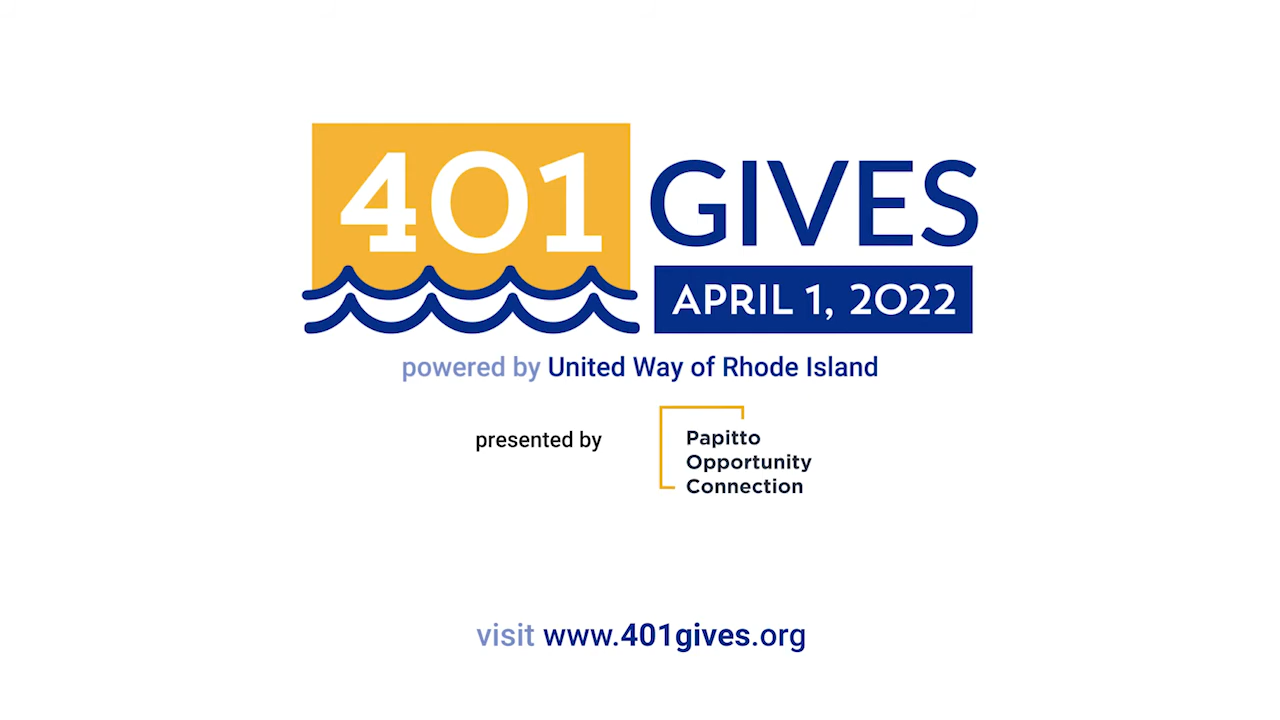 401 GIVES
APRIL 1, 2022
powered by United Way of Rhode Island
presented by
Papitto
Opportunity
Connection
visit www.401gives.org